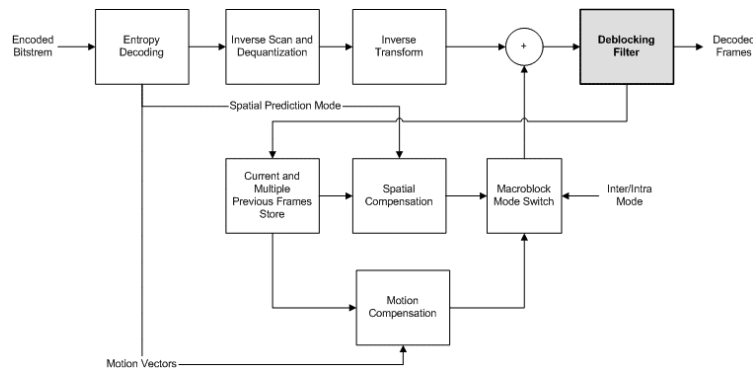 Encoded
Bitstrem
Entropy
Decoding
Inverse Scan and
Dequantization
Inverse
Transform
+
Deblocking
Filter
Decoded
Frames
Spatial Prediction Mode
Current and
Multiple
Previous Frames
Store
Spatial
Compensation
Macroblock
Mode Switch
Inter/Intra
Mode
Motion
Compensation
Motion Vectors